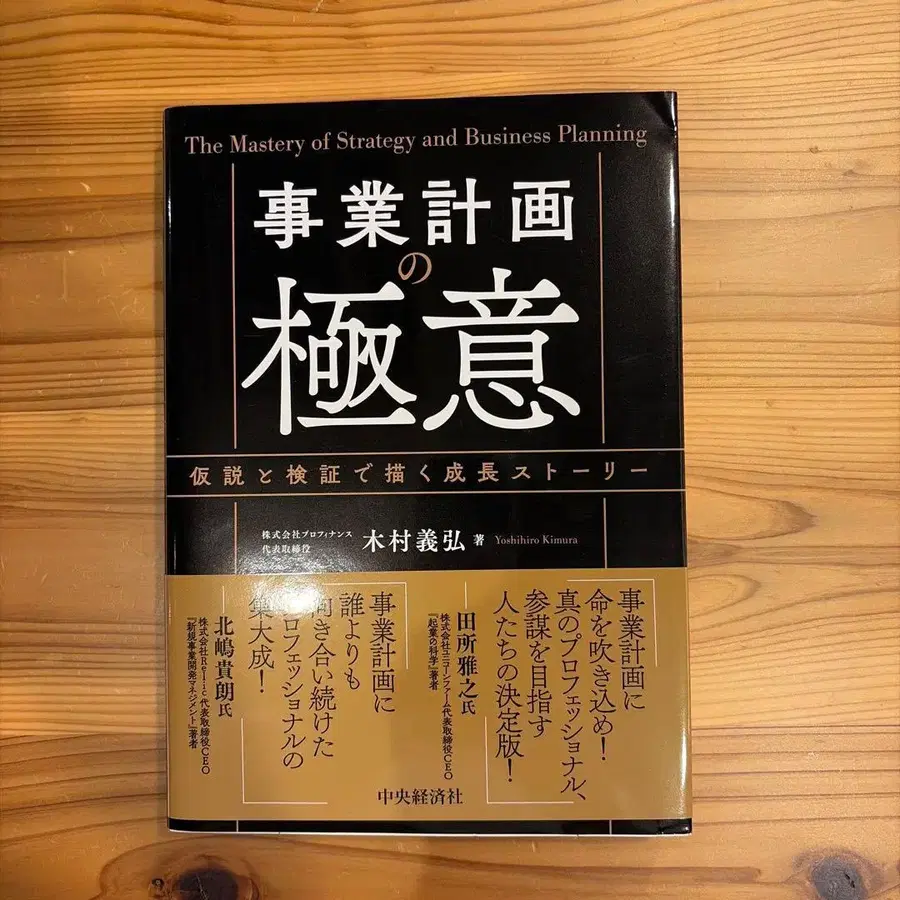 The Mastery of Strategy and Business Planning
事業計画
の
極意
仮説と検証で描く成長ストーリー
株式会社プロフィナンス
代表取締役
木村義弘 著 Yoshihiro Kimura
事業計画に
命を吹き込め!
真のプロフェッショナル、
参謀を目指す
人たちの決定版!
田所雅之氏
株式会社ユニコーンファーム代表取締役CEO
『起業の科学』著者
事業計画に
誰よりも
向き合い続けた
プロフェッショナルの
集大成!
北嶋貴朗氏
株式会社Relic代表取締役CEO
『新規事業開発マネジメント』著者
中央経済社